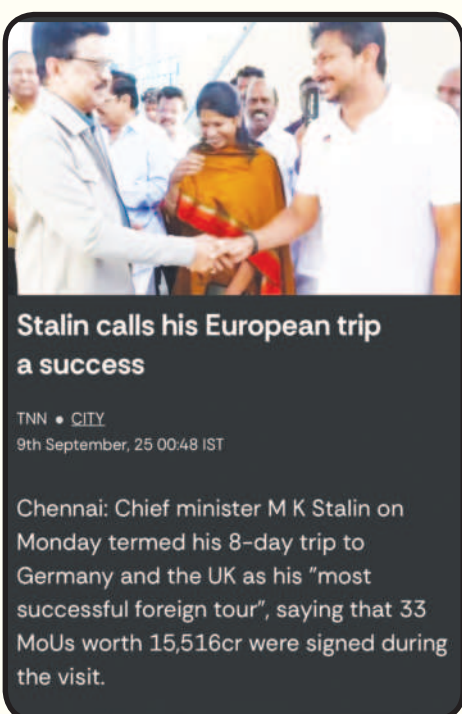 Stalin calls his European trip
a success
TNN • CITY
9th September, 25 00:48 IST
Chennai: Chief minister M K Stalin on
Monday termed his 8-day trip to
Germany and the UK as his "most
successful foreign tour", saying that 33
MoUs worth 15,516cr were signed during
the visit.